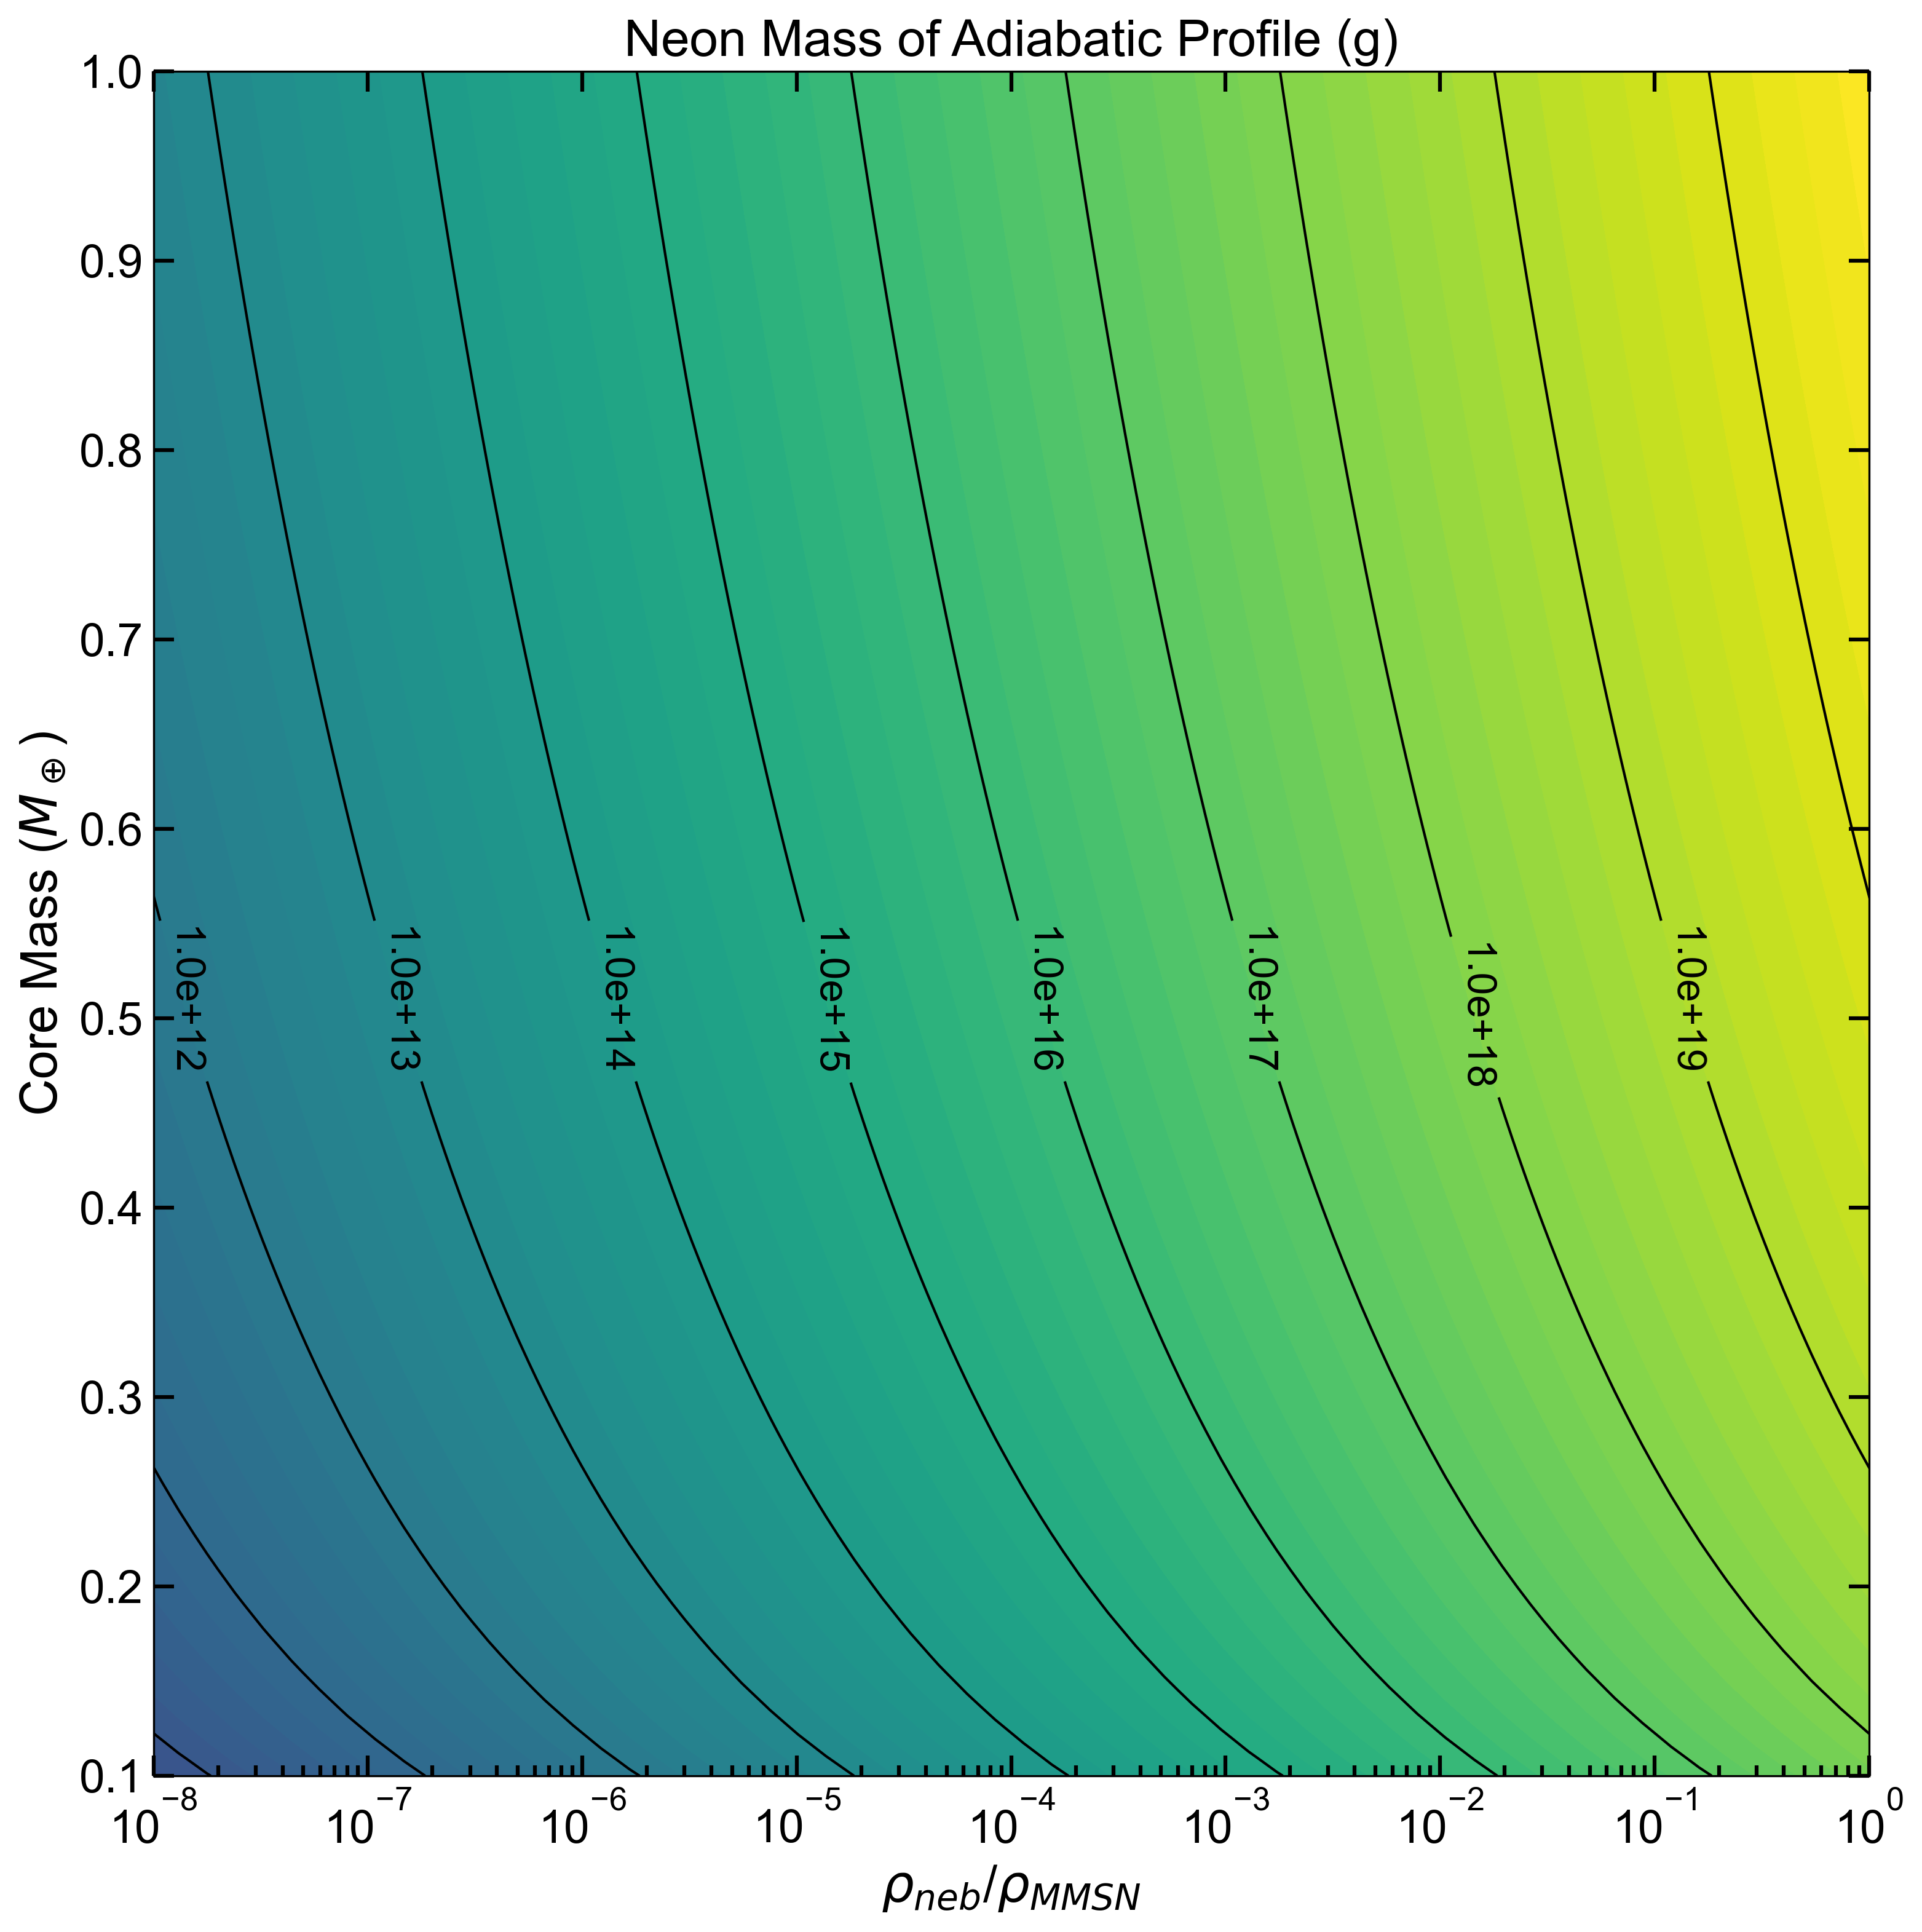 Neon Mass of Adiabatic Profile (g)
1.0
0.9
0.8
0.7
0.6
0.5
0.4
0.3
0.2
0.1
Core Mass (M⊕)
1.0e+12
1.0e+13
1.0e+14
1.0e+15
1.0e+16
1.0e+17
1.0e+18
1.0e+19
10⁻⁸ 10⁻⁷ 10⁻⁶ 10⁻⁵ 10⁻⁴ 10⁻³ 10⁻² 10⁻¹ 10⁰
ρneb/ρMMSN